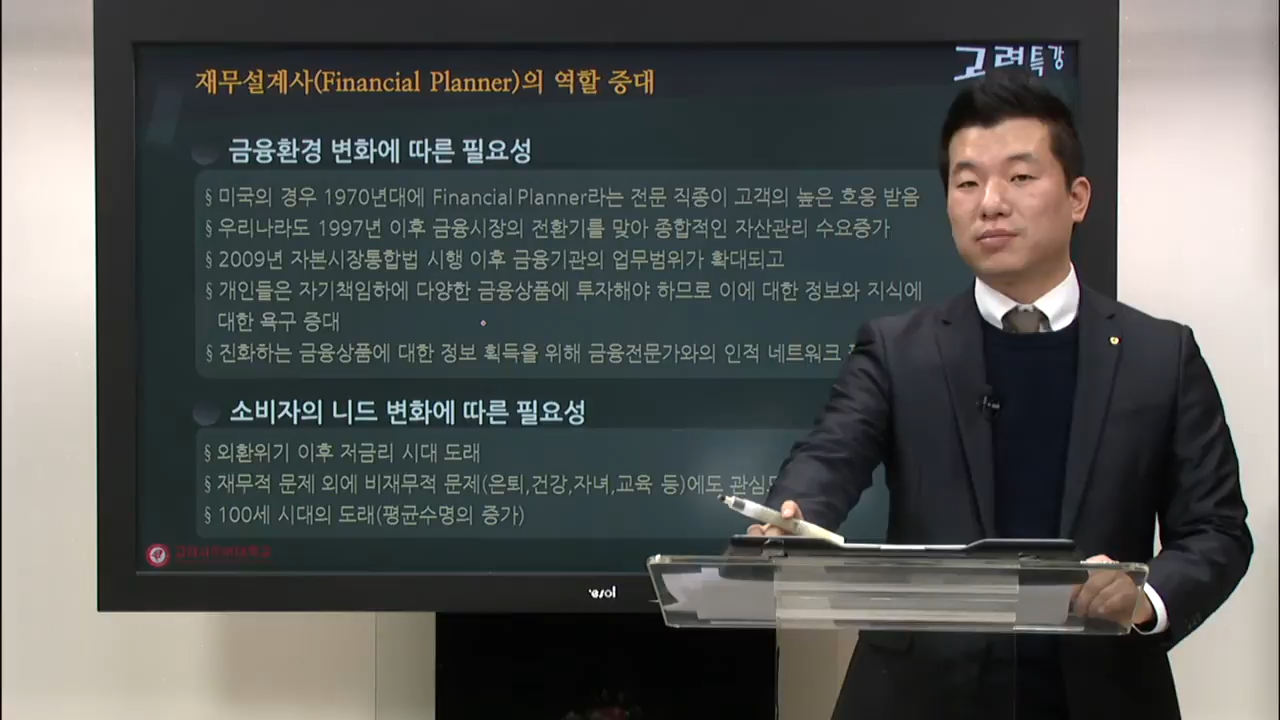 고려특강
재무설계사(Financial Planner)의 역할 증대
금융환경 변화에 따른 필요성
§ 미국의 경우 1970년대에 Financial Planner라는 전문 직종이 고객의 높은 호응 받음
§ 우리나라도 1997년 이후 금융시장의 전환기를 맞아 종합적인 자산관리 수요증가
§ 2009년 자본시장통합법 시행 이후 금융기관의 업무범위가 확대되고
§ 개인들은 자기책임하에 다양한 금융상품에 투자해야 하므로 이에 대한 정보와 지식에
대한 욕구 증대
§ 진화하는 금융상품에 대한 정보 획득을 위해 금융전문가와의 인적 네트워크
소비자의 니드 변화에 따른 필요성
§ 외환위기 이후 저금리 시대 도래
§ 재무적 문제 외에 비재무적 문제(은퇴,건강,자녀,교육 등)에도
§ 100세 시대의 도래(평균수명의 증가)
고려사이버대학교